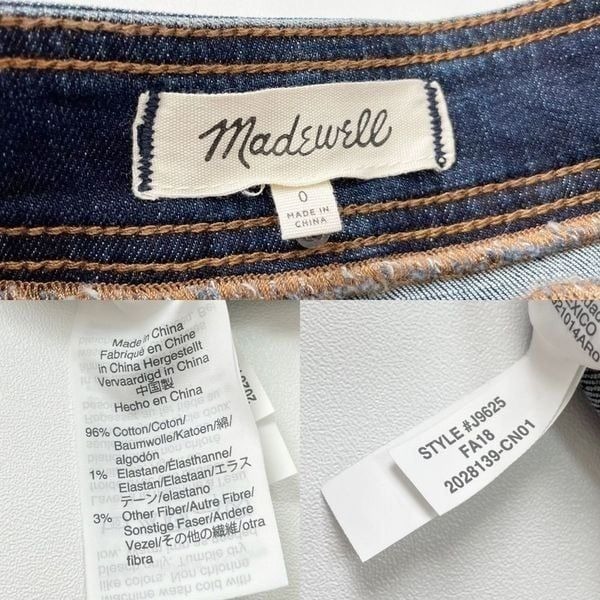 Madewell
0
MADE IN
CHINA
Made in China
Fabriqué en Chine
in China Hergestellt
Vervaardigd in China
中国製
Hecho en China
96% Cotton/Coton/
Baumwolle/Katoen/綿/
algodón
1% Elastane/Élasthanne/
Elastan/Elastaan/エラス
テーン/elastano
3% Other Fiber/Autre Fibre/
Sonstige Faser/Andere
Vezel/その他の繊維/otra
fibra
STYLE #J9625
FA18
2028139-CN01
21014ARo